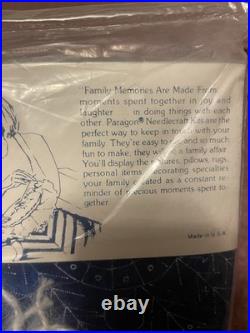 "Family Memories Are Made From
moments spent together in joy and
laughter in doing things with each
other. Paragon® Needlecraft Kits are the
perfect way to keep in touch with your
family. They're easy to do and so much
fun to make, they will be a family affair.
You'll display the pictures, pillows, rugs,
personal items, decorating specialties
your family created as a constant re-
minder of precious moments spent to-
gether.
Made in U.S.A.